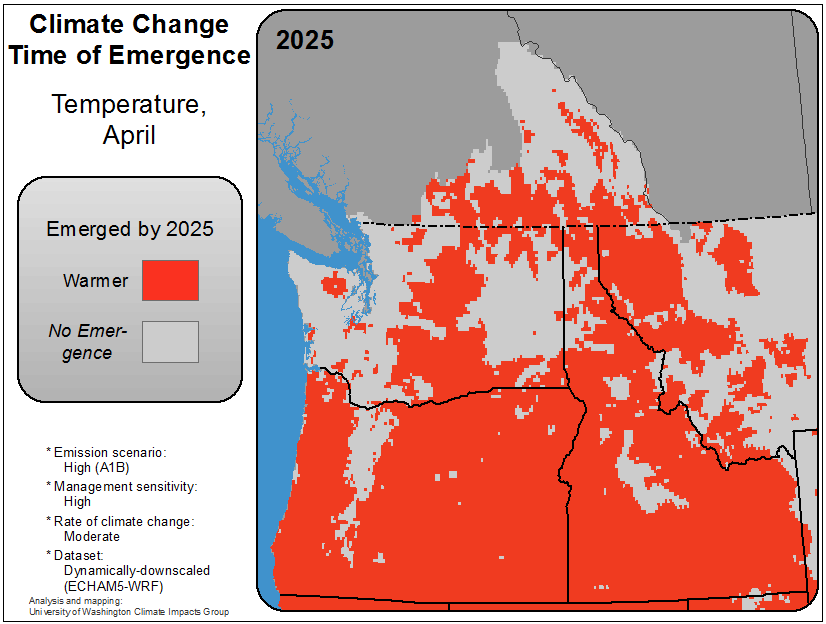 Climate Change
Time of Emergence
Temperature,
April
Emerged by 2025
Warmer
No Emer-
gence
* Emission scenario:
High (A1B)
* Management sensitivity:
High
* Rate of climate change:
Moderate
* Dataset:
Dynamically-downscaled
(ECHAM5-WRF)
Analysis and mapping:
University of Washington Climate Impacts Group
2025